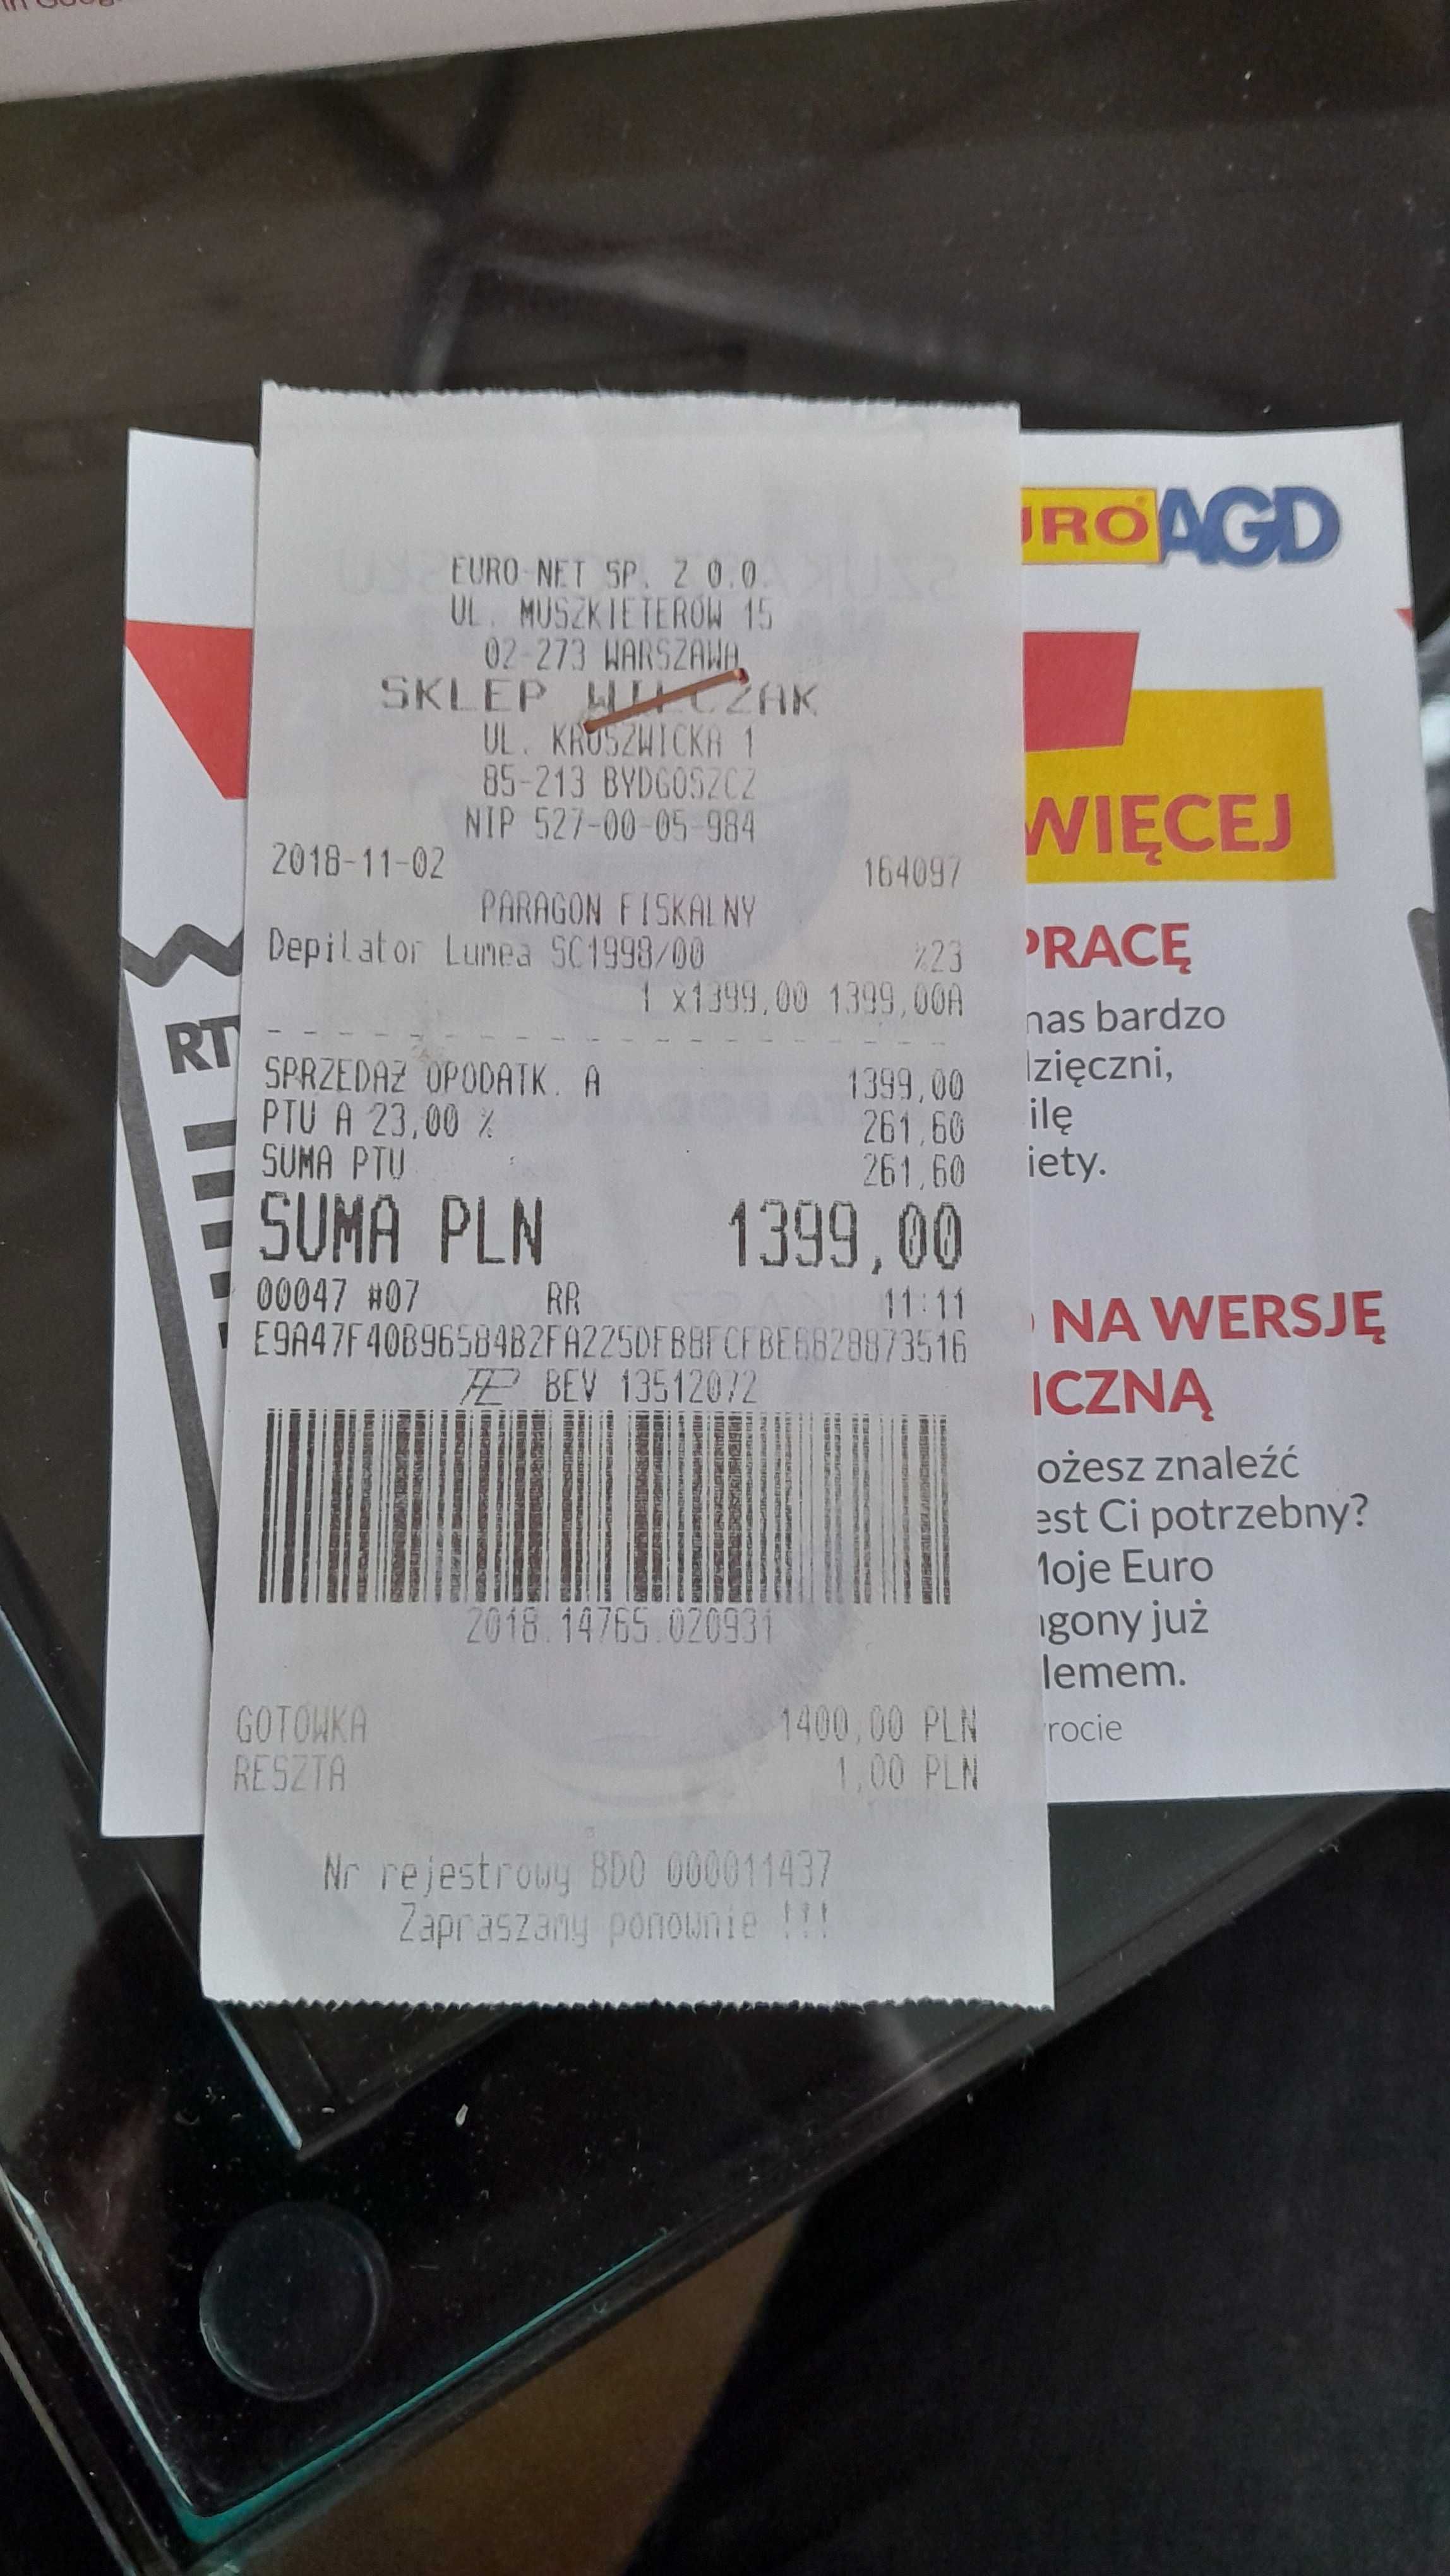 EURO-NET SP. Z O.O.
UL. MUSZKIETERÓW 15
02-273 WARSZAWA
SKLEP WILCZAK
UL. KRUSZWICKA 1
85-213 BYDGOSZCZ
NIP 527-00-05-984
2018-11-02 164097
PARAGON FISKALNY
Depilator Lumea SC1998/00 %23
1 x1399,00 1399,00A
SPRZEDAŻ OPODATK. A 1399,00
PTU A 23,00 % 261,60
SUMA PTU 261,60
SUMA PLN 1399,00
00047 #07 RR 11:11
BEV 13512072
2018.14765.020931
GOTÓWKA 1400,00 PLN
RESZTA 1,00 PLN
Nr rejestrowy BDO 000011437
Zapraszamy ponownie !!!
URO AGD
WIĘCEJ
PRACĘ
nas bardzo
dzięczni,
ilę
iety.
NA WERSJĘ
ICZNĄ
ożesz znaleźć
est Ci potrzebny?
Moje Euro
agony już
lemem.
rocie
RTV